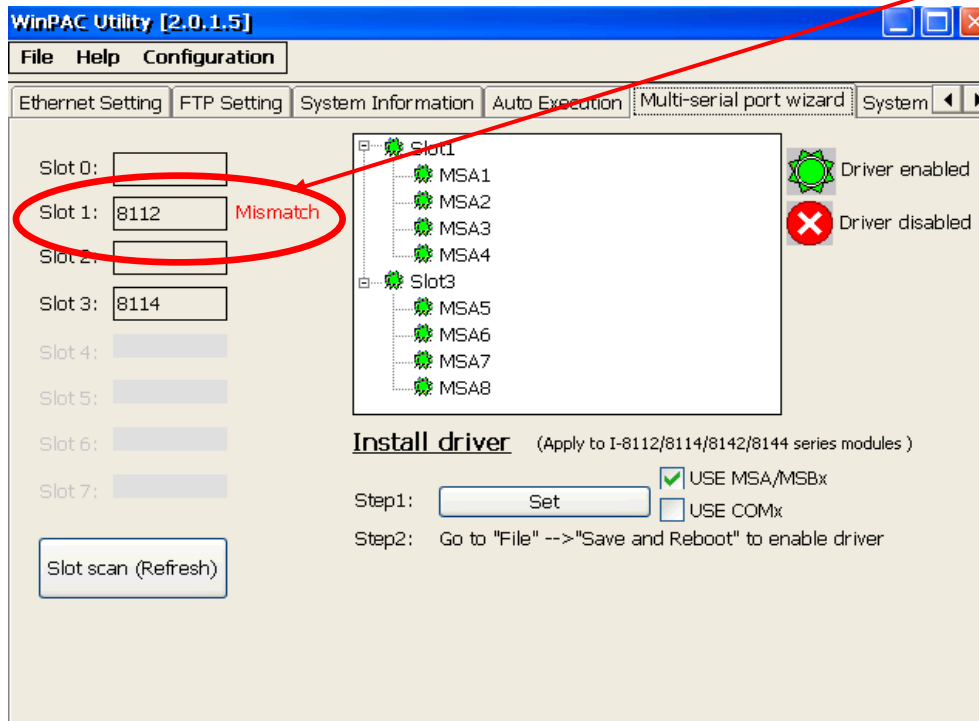 WinPAC Utility [2.0.1.5]
File Help Configuration
Ethernet Setting FTP Setting System Information Auto Execution Multi-serial port wizard System
Slot 0:
Slot 1: 8112 Mismatch
Slot 2:
Slot 3: 8114
Slot 4:
Slot 5:
Slot 6:
Slot 7:
Slot scan (Refresh)
Slot1
MSA1
MSA2
MSA3
MSA4
Slot3
MSA5
MSA6
MSA7
MSA8
Driver enabled
Driver disabled
Install driver (Apply to I-8112/8114/8142/8144 series modules )
Step1: Set
USE MSA/MSBx
USE COMx
Step2: Go to "File" -->"Save and Reboot" to enable driver